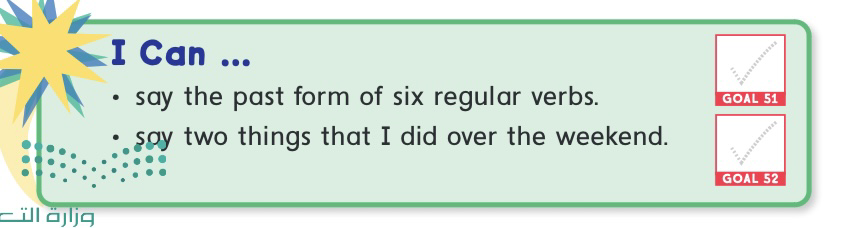 I Can ...
• say the past form of six regular verbs.
GOAL 51
• say two things that I did over the weekend.
GOAL 52
وزارة